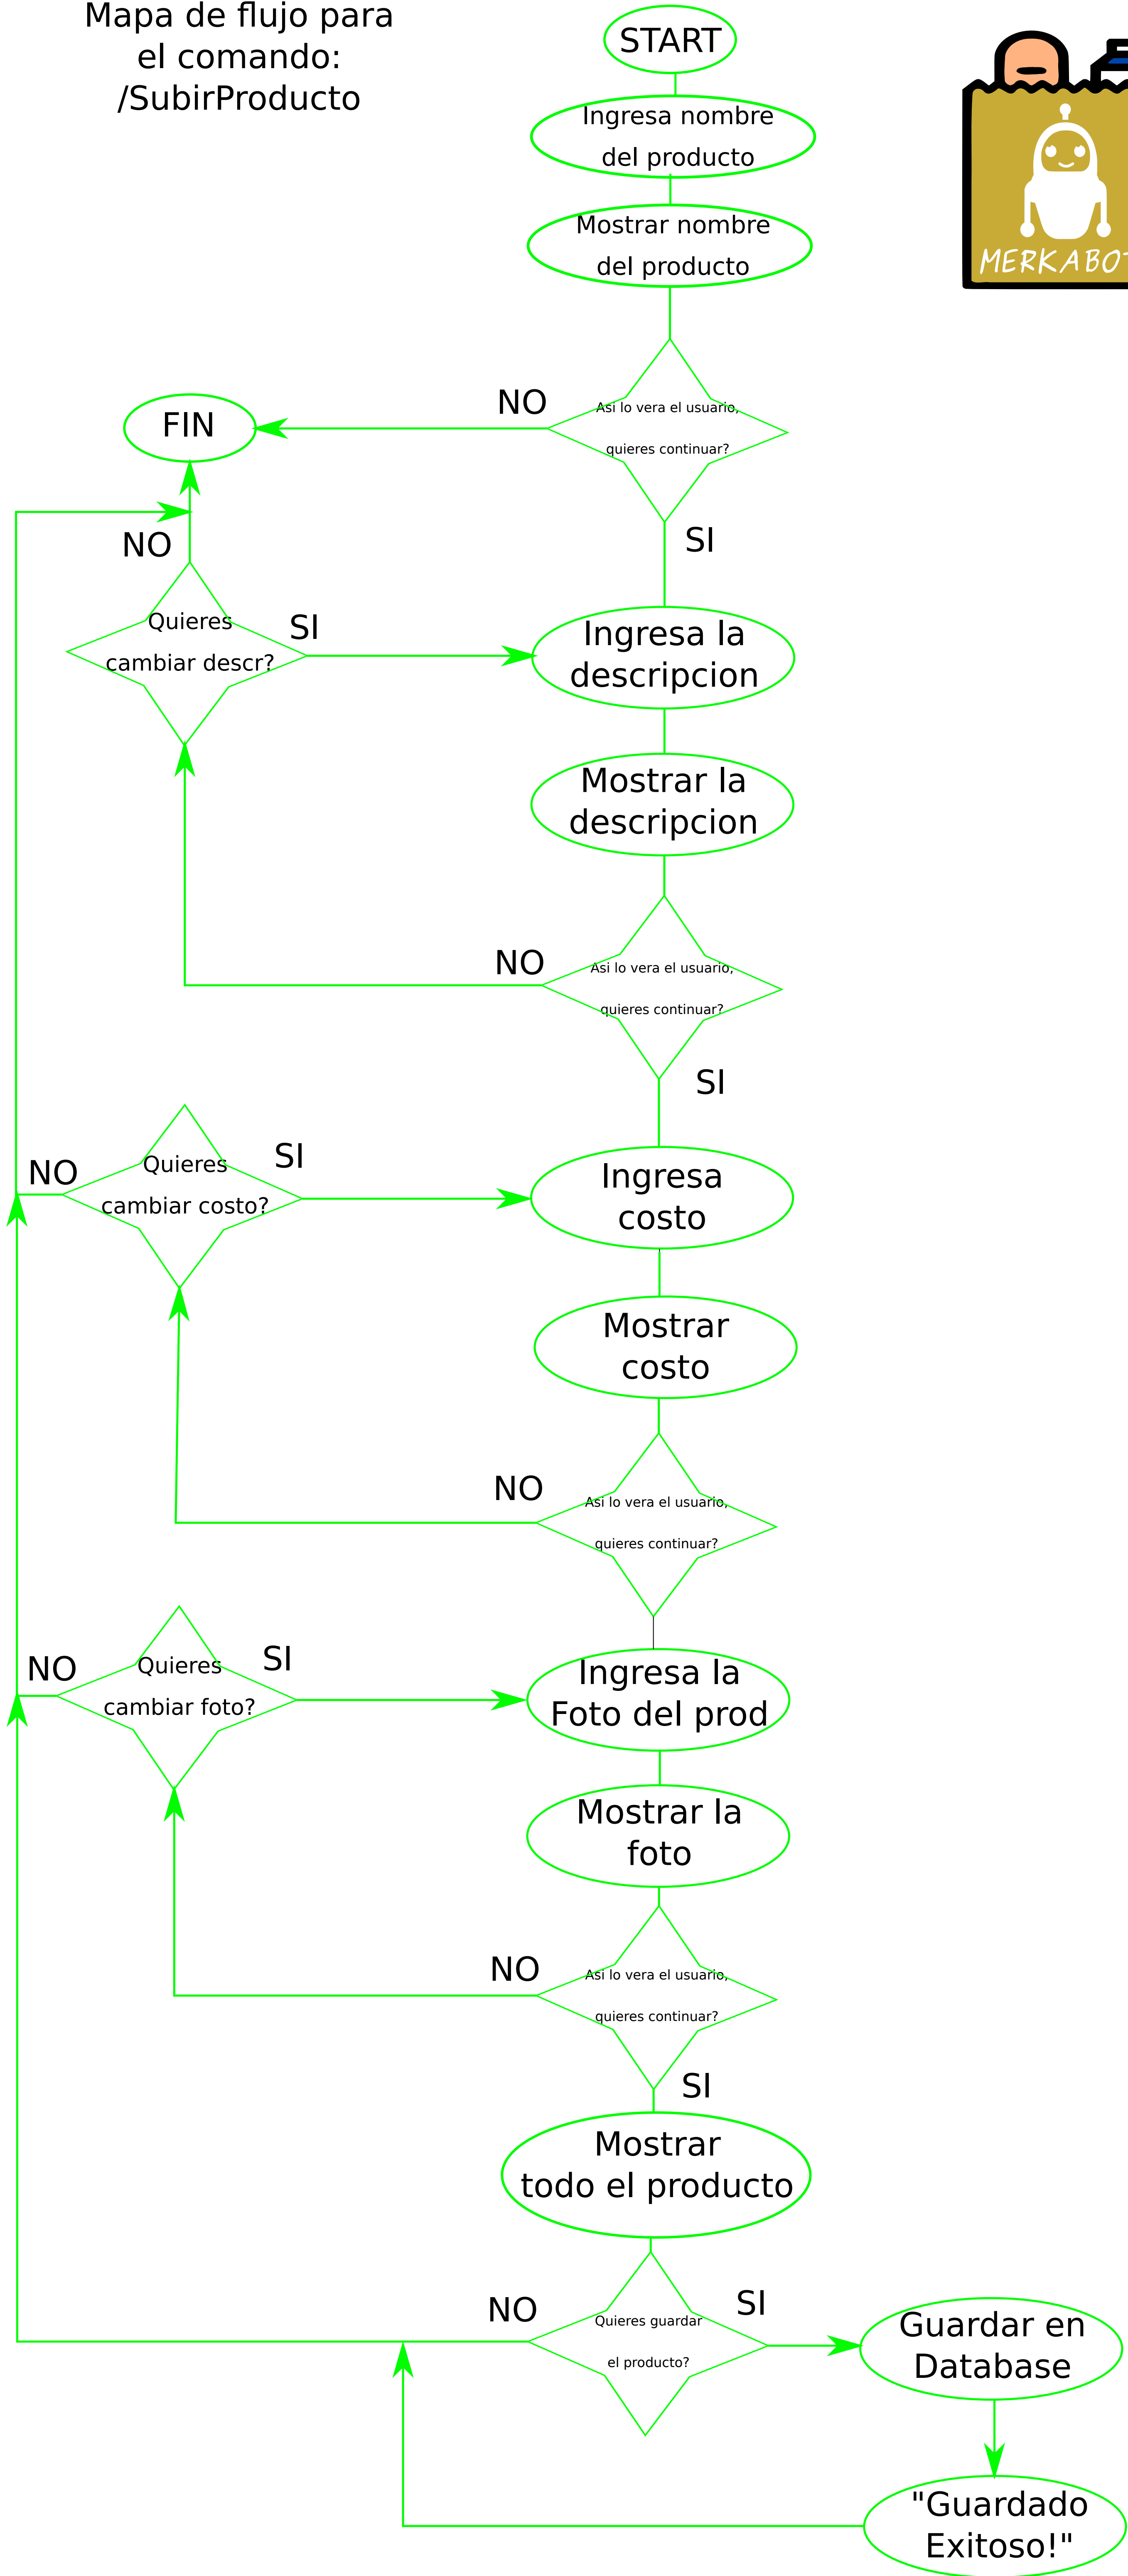 Mapa de flujo para
el comando:
/SubirProducto
START
Ingresa nombre
del producto
Mostrar nombre
del producto
MERKABOT
NO
Asi lo vera el usuario,
quieres continuar?
FIN
SI
NO
Quieres
cambiar descr?
SI
Ingresa la
descripcion
Mostrar la
descripcion
NO
Asi lo vera el usuario,
quieres continuar?
SI
NO
Quieres
cambiar costo?
SI
Ingresa
costo
Mostrar
costo
NO
Asi lo vera el usuario,
quieres continuar?
NO
Quieres
cambiar foto?
SI
Ingresa la
Foto del prod
Mostrar la
foto
NO
Asi lo vera el usuario,
quieres continuar?
SI
Mostrar
todo el producto
NO
Quieres guardar
el producto?
SI
Guardar en
Database
"Guardado
Exitoso!"